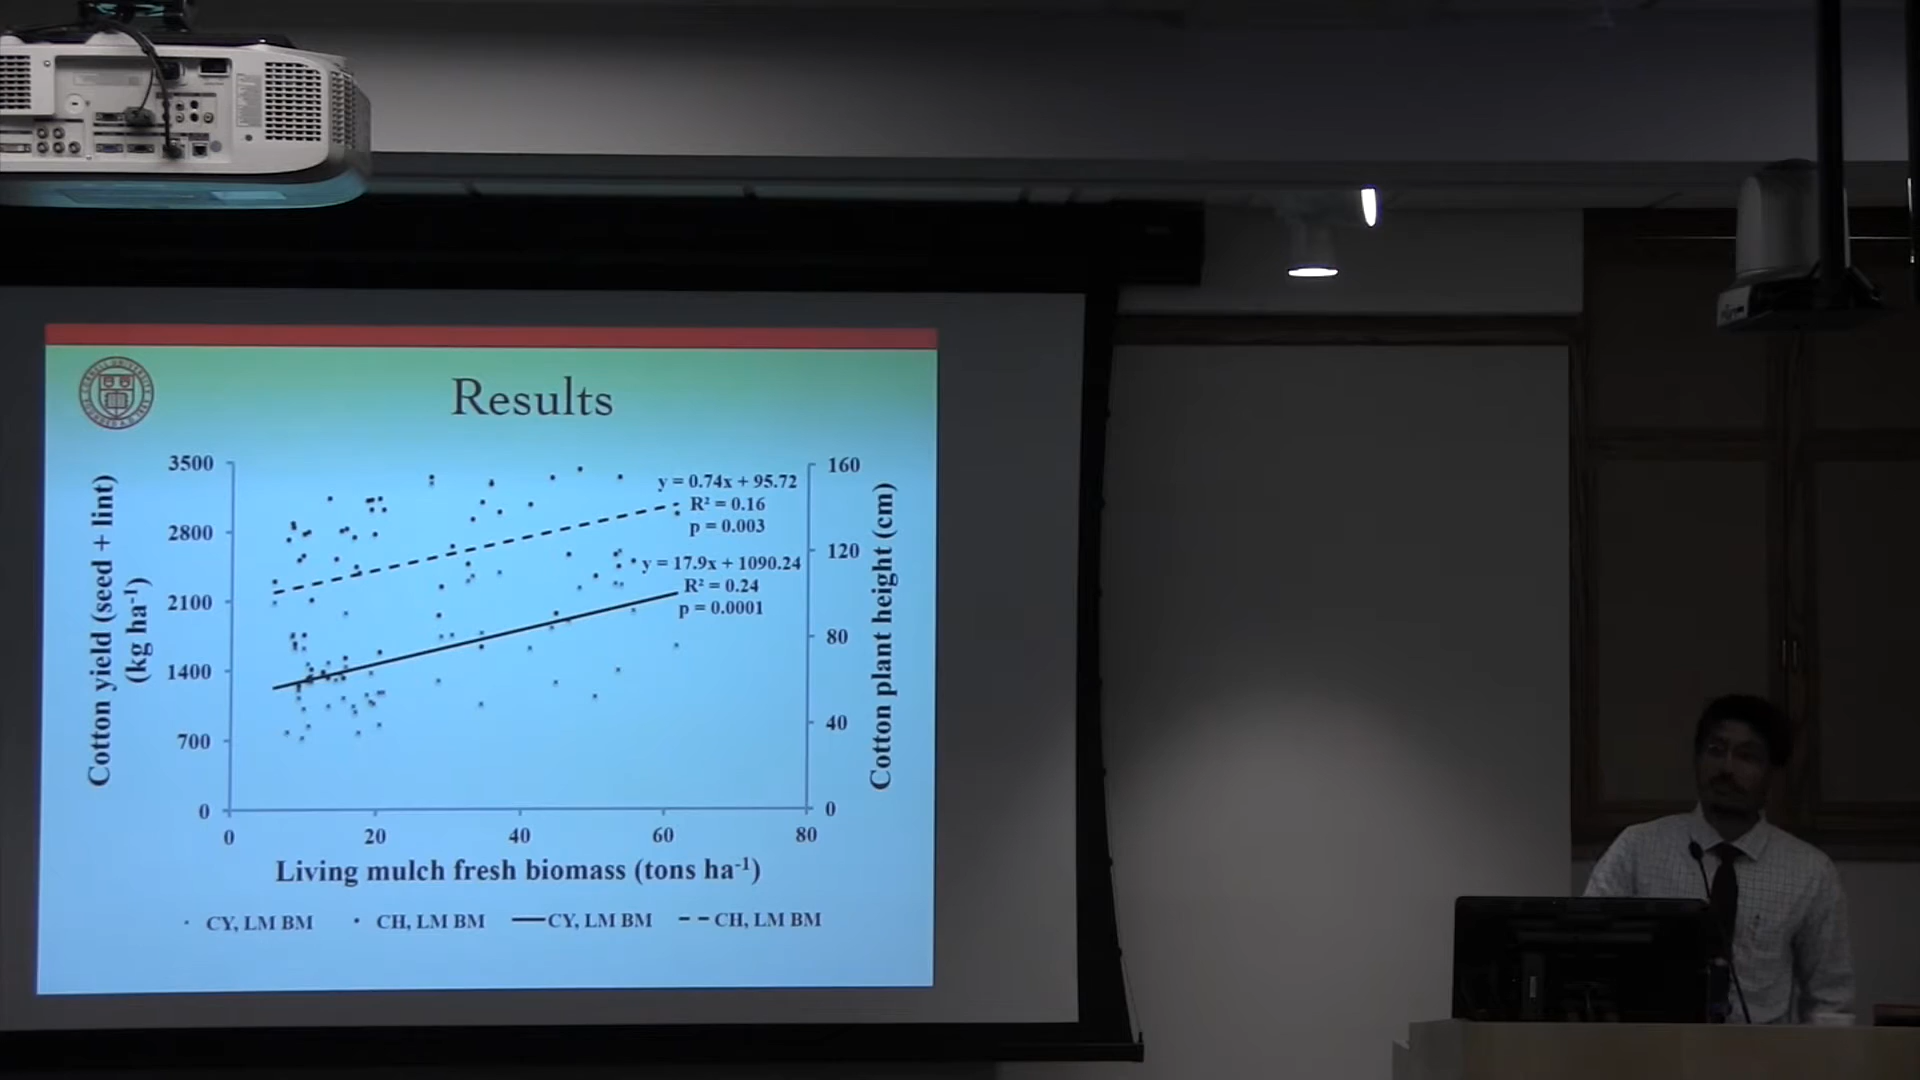 Results
Cotton yield (seed + lint)
(kg ha⁻¹)
3500
2800
2100
1400
700
0
160
120
80
40
0
Cotton plant height (cm)
y = 0.74x + 95.72
R² = 0.16
p = 0.003
y = 17.9x + 1090.24
R² = 0.24
p = 0.0001
0 20 40 60 80
Living mulch fresh biomass (tons ha⁻¹)
CY, LM BM CH, LM BM CY, LM BM CH, LM BM